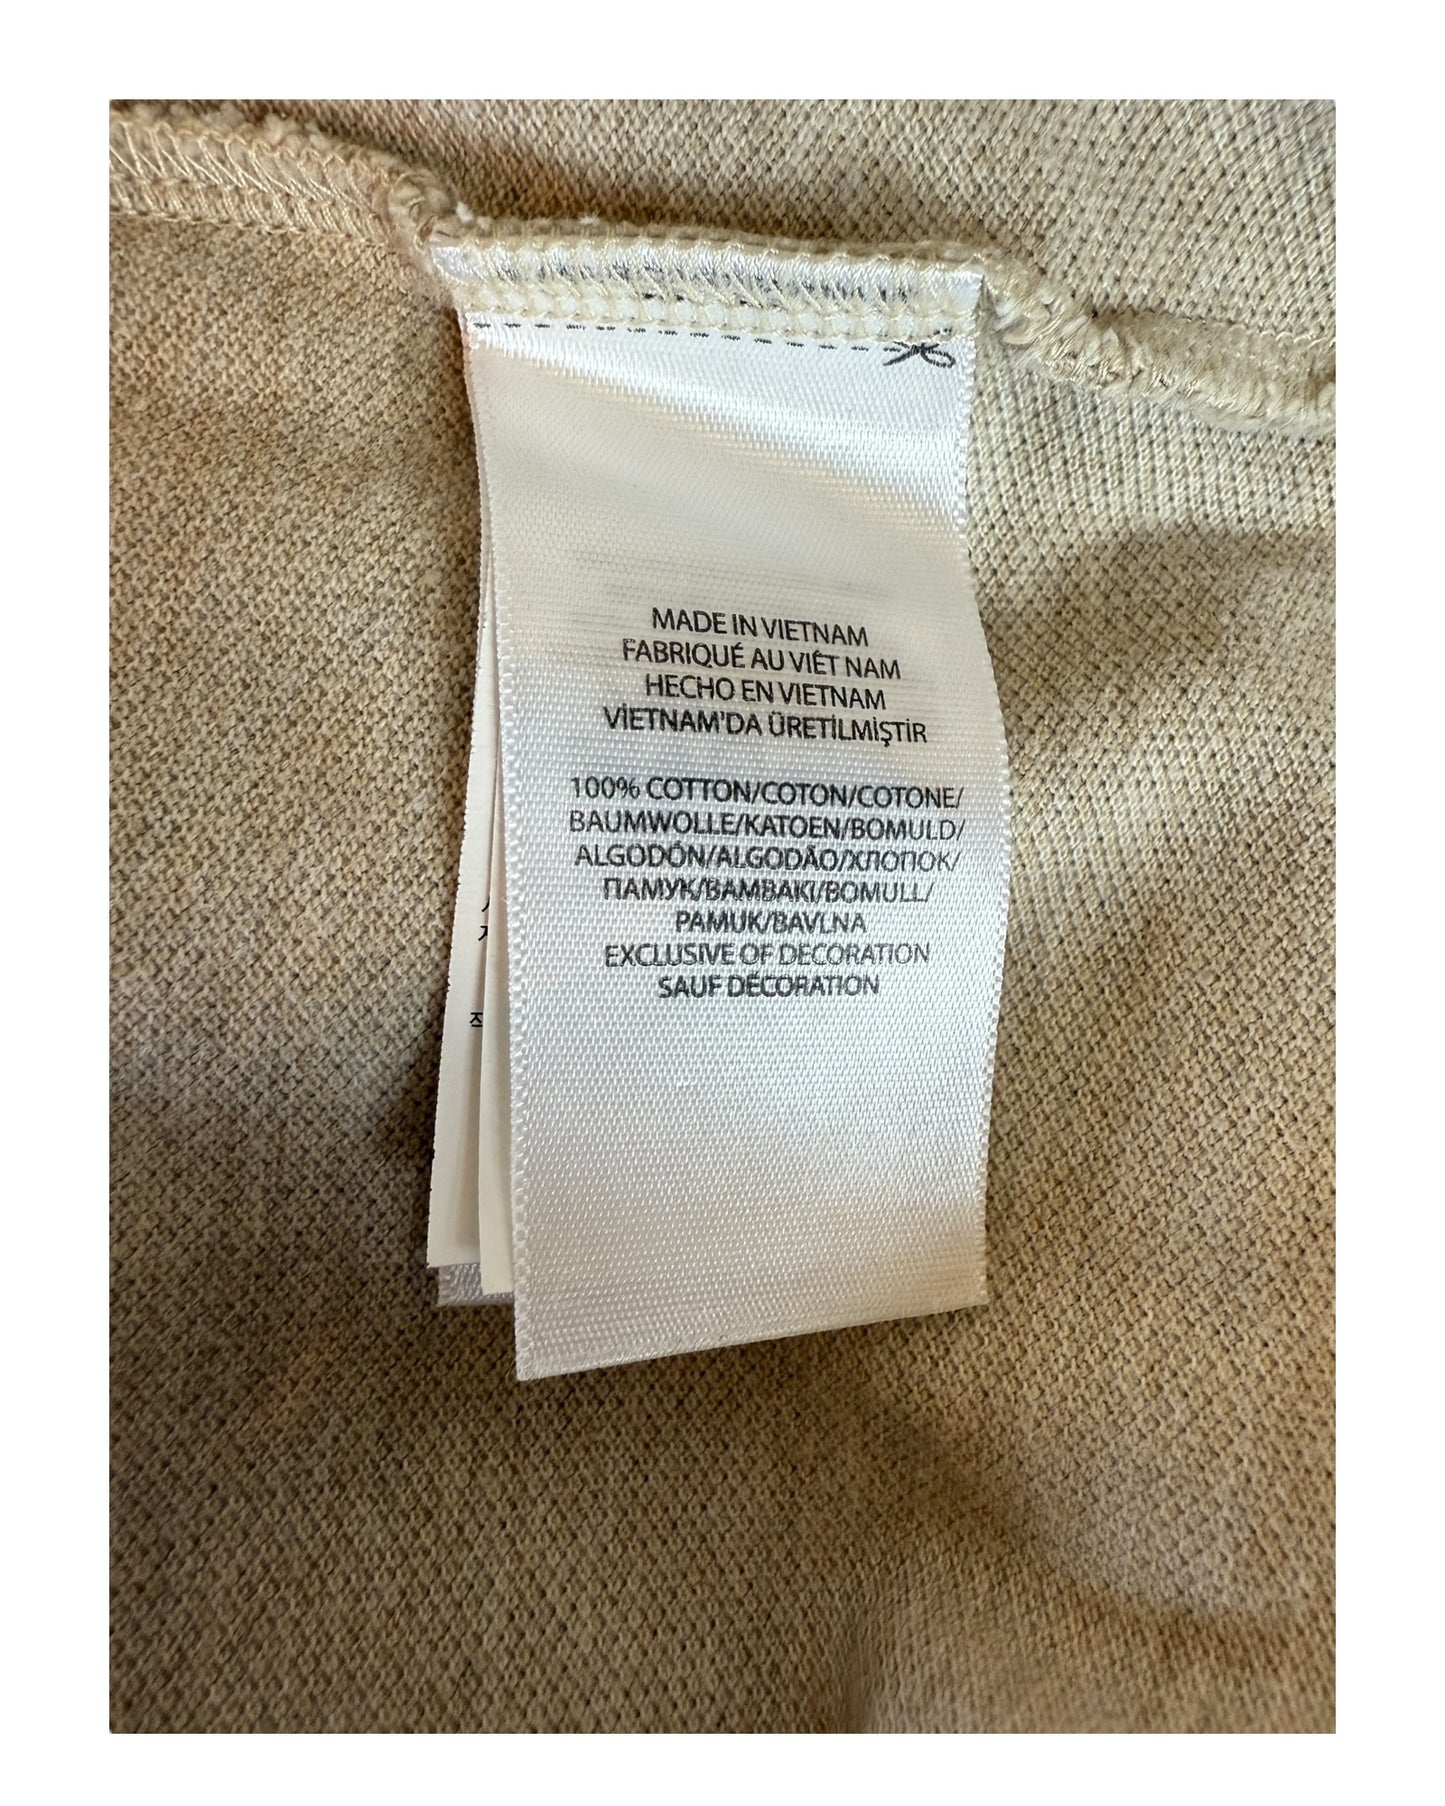 MADE IN VIETNAM
FABRIQUÉ AU VIÊT NAM
HECHO EN VIETNAM
VİETNAM'DA ÜRETİLMİŞTİR
100% COTTON/COTON/COTONE/
BAUMWOLLE/KATOEN/BOMULD/
ALGODÓN/ALGODÃO/ХЛОПОК/
ПАМУК/BAMBAKI/BOMULL/
PAMUK/BAVLNA
EXCLUSIVE OF DECORATION
SAUF DÉCORATION